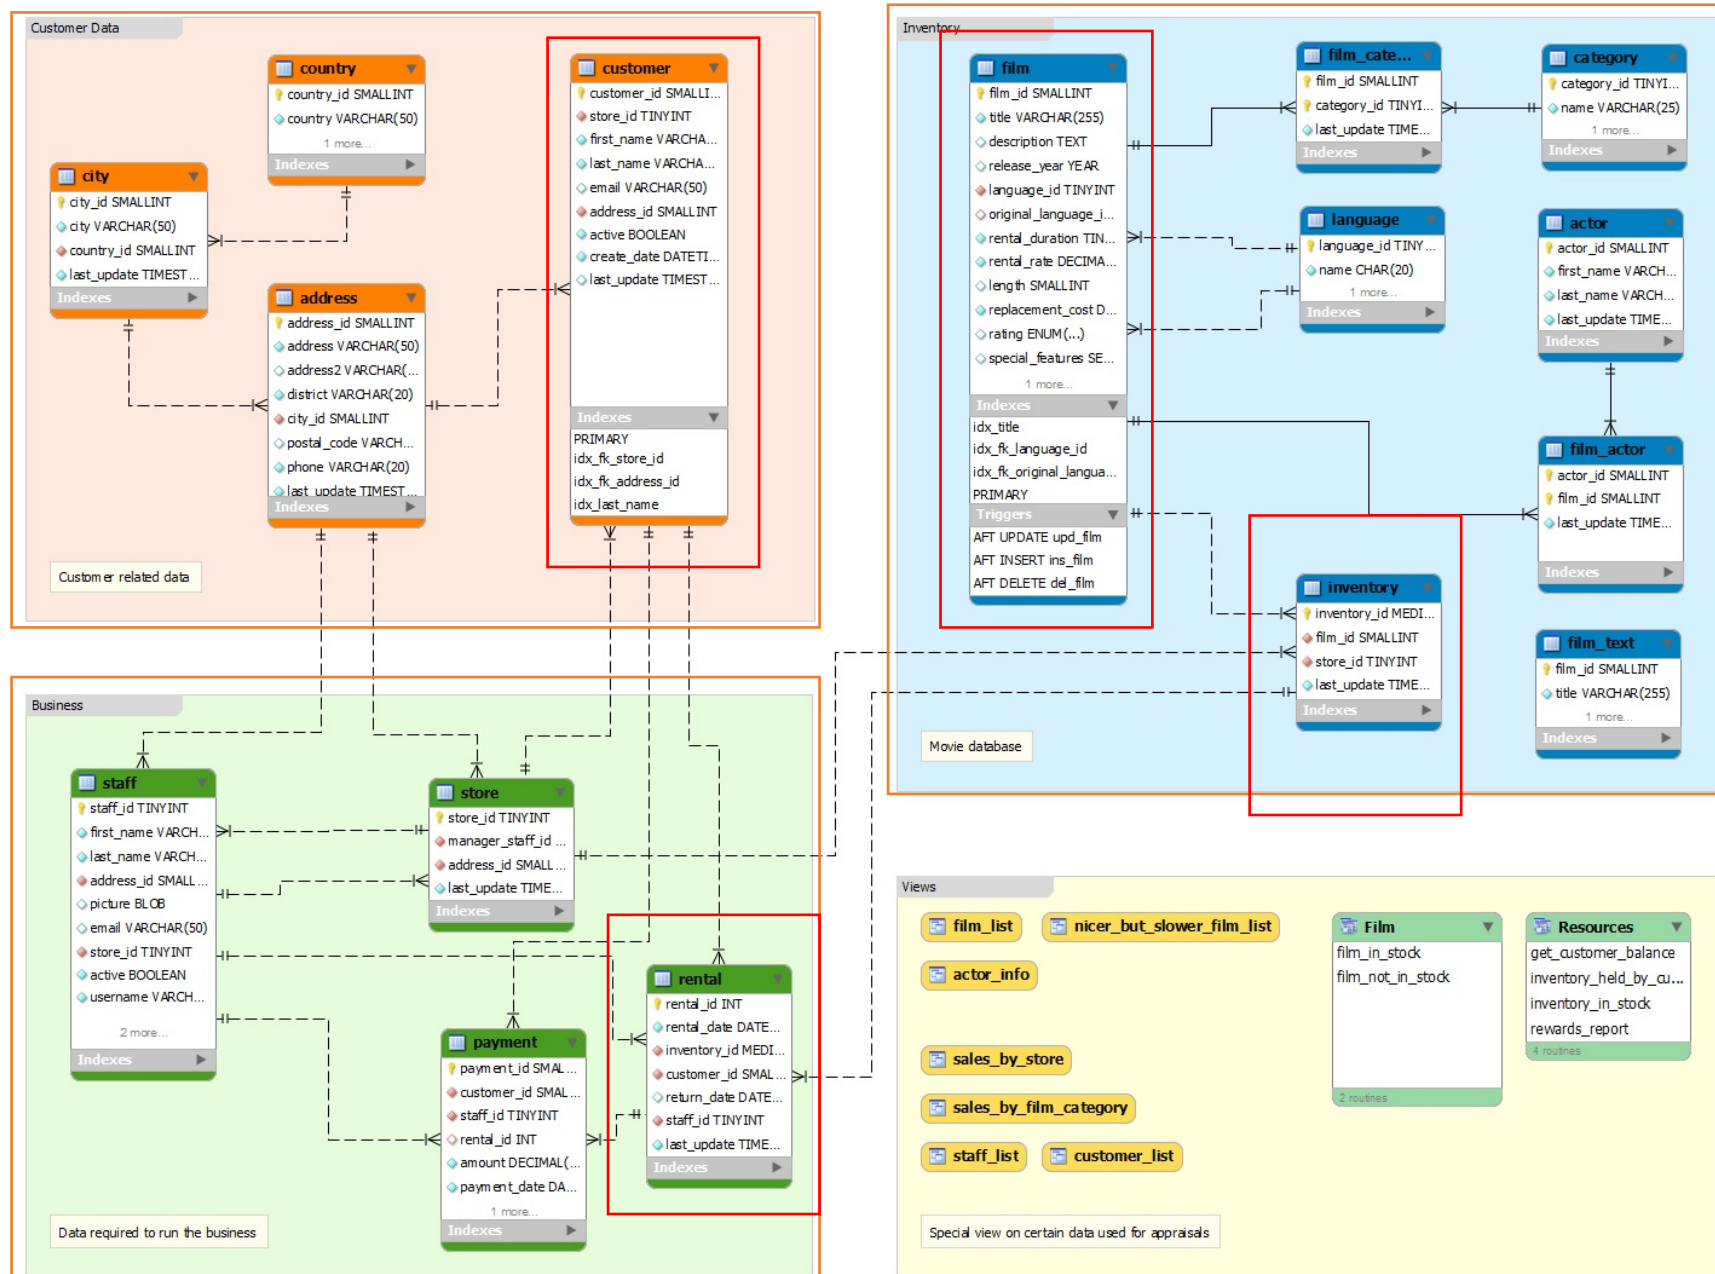 Customer Data
country
country_id SMALLINT
country VARCHAR(50)
1 more...
Indexes
city
city_id SMALLINT
city VARCHAR(50)
country_id SMALLINT
last_update TIMEST...
Indexes
address
address_id SMALLINT
address VARCHAR(50)
address2 VARCHAR(...
district VARCHAR(20)
city_id SMALLINT
postal_code VARCH...
phone VARCHAR(20)
last_update TIMEST...
Indexes
customer
customer_id SMALLI...
store_id TINYINT
first_name VARCHA...
last_name VARCHA...
email VARCHAR(50)
address_id SMALLINT
active BOOLEAN
create_date DATETI...
last_update TIMEST...
Indexes
PRIMARY
idx_fk_store_id
idx_fk_address_id
idx_last_name
Customer related data
Inventory
film
film_id SMALLINT
title VARCHAR(255)
description TEXT
release_year YEAR
language_id TINYINT
original_language_i...
rental_duration TIN...
rental_rate DECIMA...
length SMALLINT
replacement_cost D...
rating ENUM(...)
special_features SE...
1 more...
Indexes
idx_title
idx_fk_language_id
idx_fk_original_langua...
PRIMARY
Triggers
AFT UPDATE upd_film
AFT INSERT ins_film
AFT DELETE del_film
film_cate...
film_id SMALLINT
category_id TINYI...
last_update TIME...
Indexes
category
category_id TINYI...
name VARCHAR(25)
1 more...
Indexes
language
language_id TINY...
name CHAR(20)
1 more...
Indexes
actor
actor_id SMALLINT
first_name VARCH...
last_name VARCH...
last_update TIME...
Indexes
film_actor
actor_id SMALLINT
film_id SMALLINT
last_update TIME...
Indexes
inventory
inventory_id MEDI...
film_id SMALLINT
store_id TINYINT
last_update TIME...
Indexes
film_text
film_id SMALLINT
title VARCHAR(255)
1 more...
Indexes
Movie database
Business
staff
staff_id TINYINT
first_name VARCH...
last_name VARCH...
address_id SMALL...
picture BLOB
email VARCHAR(50)
store_id TINYINT
active BOOLEAN
username VARCH...
2 more...
Indexes
store
store_id TINYINT
manager_staff_id ...
address_id SMALL...
last_update TIME...
Indexes
payment
payment_id SMAL...
customer_id SMAL...
staff_id TINYINT
rental_id INT
amount DECIMAL(...
payment_date DA...
1 more...
Indexes
rental
rental_id INT
rental_date DATE...
inventory_id MEDI...
customer_id SMAL...
return_date DATE...
staff_id TINYINT
last_update TIME...
Indexes
Data required to run the business
Views
film_list
nicer_but_slower_film_list
actor_info
sales_by_store
sales_by_film_category
staff_list
customer_list
Film
film_in_stock
film_not_in_stock
2 routines
Resources
get_customer_balance
inventory_held_by_cu...
inventory_in_stock
rewards_report
4 routines
Special view on certain data used for appraisals